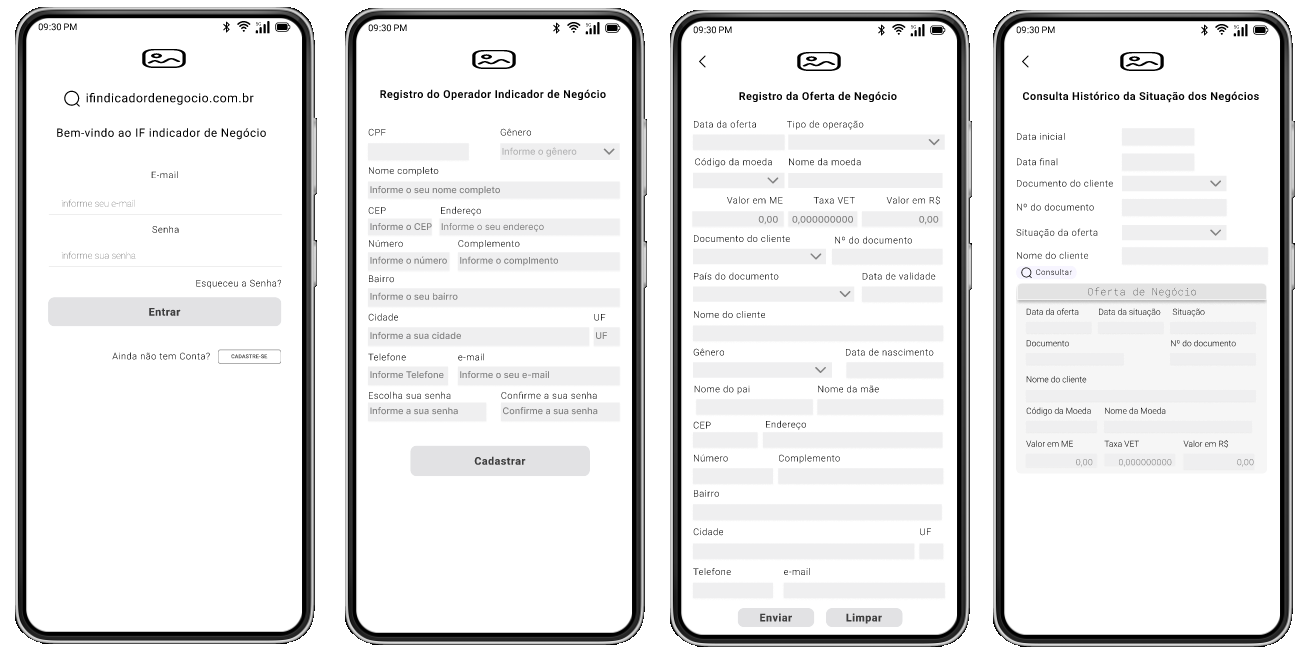 09:30 PM
ifindicadordenegocio.com.br
Bem-vindo ao IF indicador de Negócio
E-mail
informe seu e-mail
Senha
informe sua senha
Esqueceu a Senha?
Entrar
Ainda não tem Conta? CADASTRE-SE
09:30 PM
5G
Registro do Operador Indicador de Negócio
CPF Gênero
Informe o gênero
Nome completo
Informe o seu nome completo
CEP Endereço
Informe o CEP Informe o seu endereço
Número Complemento
Informe o número Informe o complmento
Bairro
Informe o seu bairro
Cidade UF
Informe a sua cidade UF
Telefone e-mail
Informe Telefone Informe o seu e-mail
Escolha sua senha Confirme a sua senha
Informe a sua senha Confirme a sua senha
Cadastrar
09:30 PM
5G
Registro da Oferta de Negócio
Data da oferta Tipo de operação
Código da moeda Nome da moeda
Valor em ME Taxa VET Valor em R$
0,00 0,000000000 0,00
Documento do cliente Nº do documento
País do documento Data de validade
Nome do cliente
Gênero Data de nascimento
Nome do pai Nome da mãe
CEP Endereço
Número Complemento
Bairro
Cidade UF
Telefone e-mail
Enviar Limpar
09:30 PM
5G
Consulta Histórico da Situação dos Negócios
Data inicial
Data final
Documento do cliente
Nº do documento
Situação da oferta
Nome do cliente
Consultar
Oferta de Negócio
Data da oferta Data da situação Situação
Documento Nº do documento
Nome do cliente
Código da Moeda Nome da Moeda
Valor em ME Taxa VET Valor em R$
0,00 0,000000000 0,00